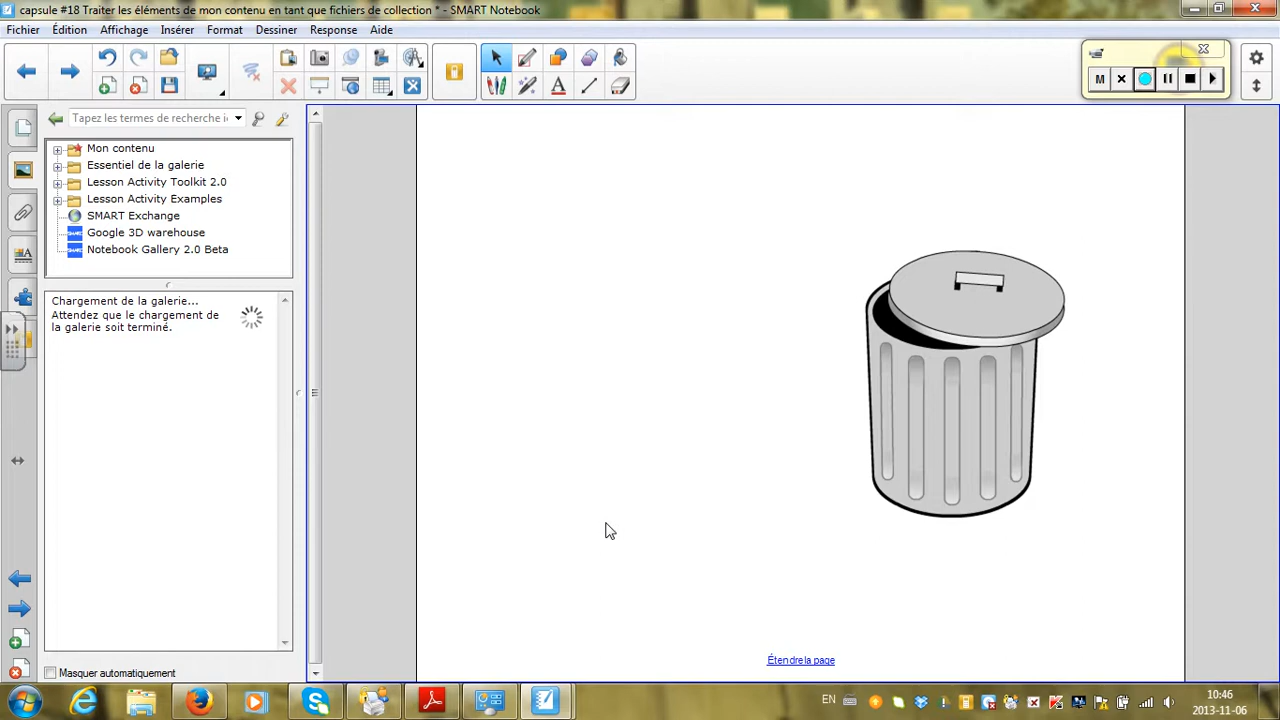 capsule #18 Traiter les éléments de mon contenu en tant que fichiers de collection * - SMART Notebook
Fichier Édition Affichage Insérer Format Dessiner Response Aide
M
Tapez les termes de recherche ic
Mon contenu
Essentiel de la galerie
Lesson Activity Toolkit 2.0
Lesson Activity Examples
SMART Exchange
Google 3D warehouse
Notebook Gallery 2.0 Beta
Chargement de la galerie...
Attendez que le chargement de
la galerie soit terminé.
Étendre la page
Masquer automatiquement
EN
10:46
2013-11-06